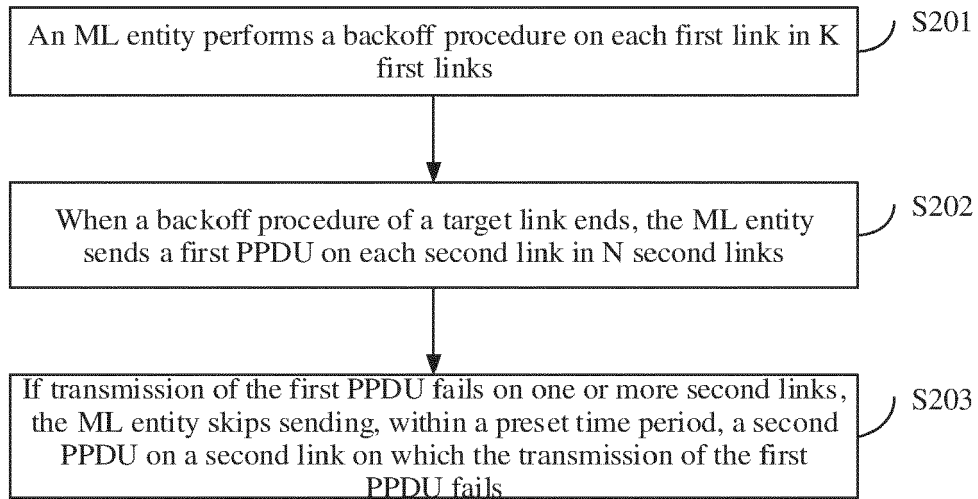 An ML entity performs a backoff procedure on each first link in K
first links
S201
When a backoff procedure of a target link ends, the ML entity
sends a first PPDU on each second link in N second links
S202
If transmission of the first PPDU fails on one or more second links,
the ML entity skips sending, within a preset time period, a second
PPDU on a second link on which the transmission of the first
PPDU fails
S203